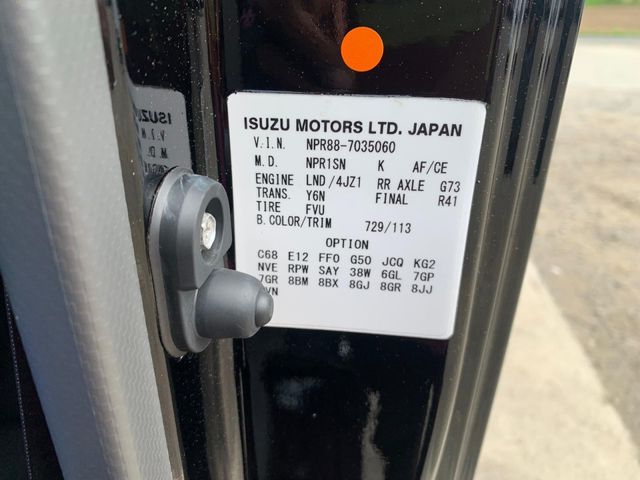 ISUZU MOTORS LTD. JAPAN
V.I.N. NPR88-7035060
M.D. NPR1SN K AF/CE
ENGINE LND/4JZ1 RR AXLE G73
TRANS. Y6N FINAL R41
TIRE FVU
B.COLOR/TRIM 729/113
OPTION
C68 E12 FFO G50 JCQ KG2
NVE RPW SAY 38W 6GL 7GP
7GR 8BM 8BX 8GJ 8GR 8JJ